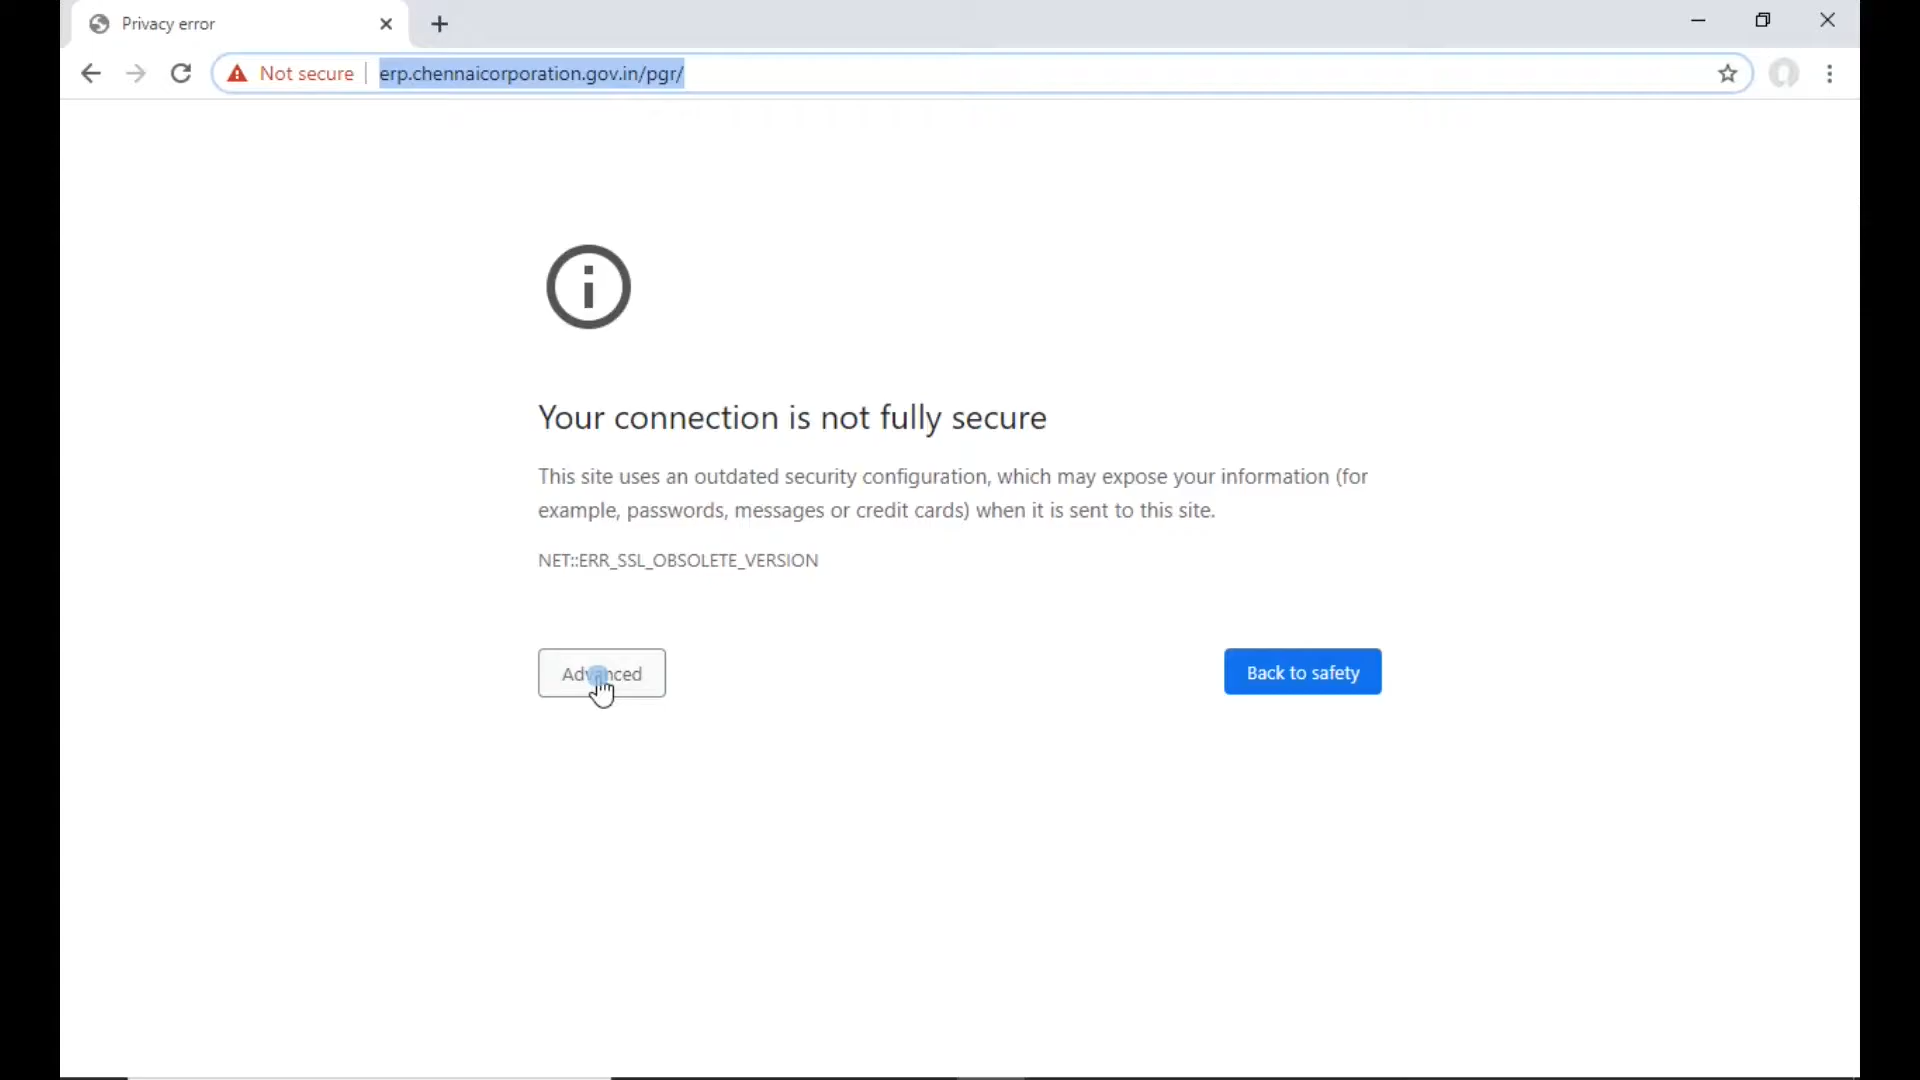 Privacy error
Not secure
erp.chennaicorporation.gov.in/pgr/
Your connection is not fully secure
This site uses an outdated security configuration, which may expose your information (for
example, passwords, messages or credit cards) when it is sent to this site.
NET::ERR_SSL_OBSOLETE_VERSION
Advanced
Back to safety